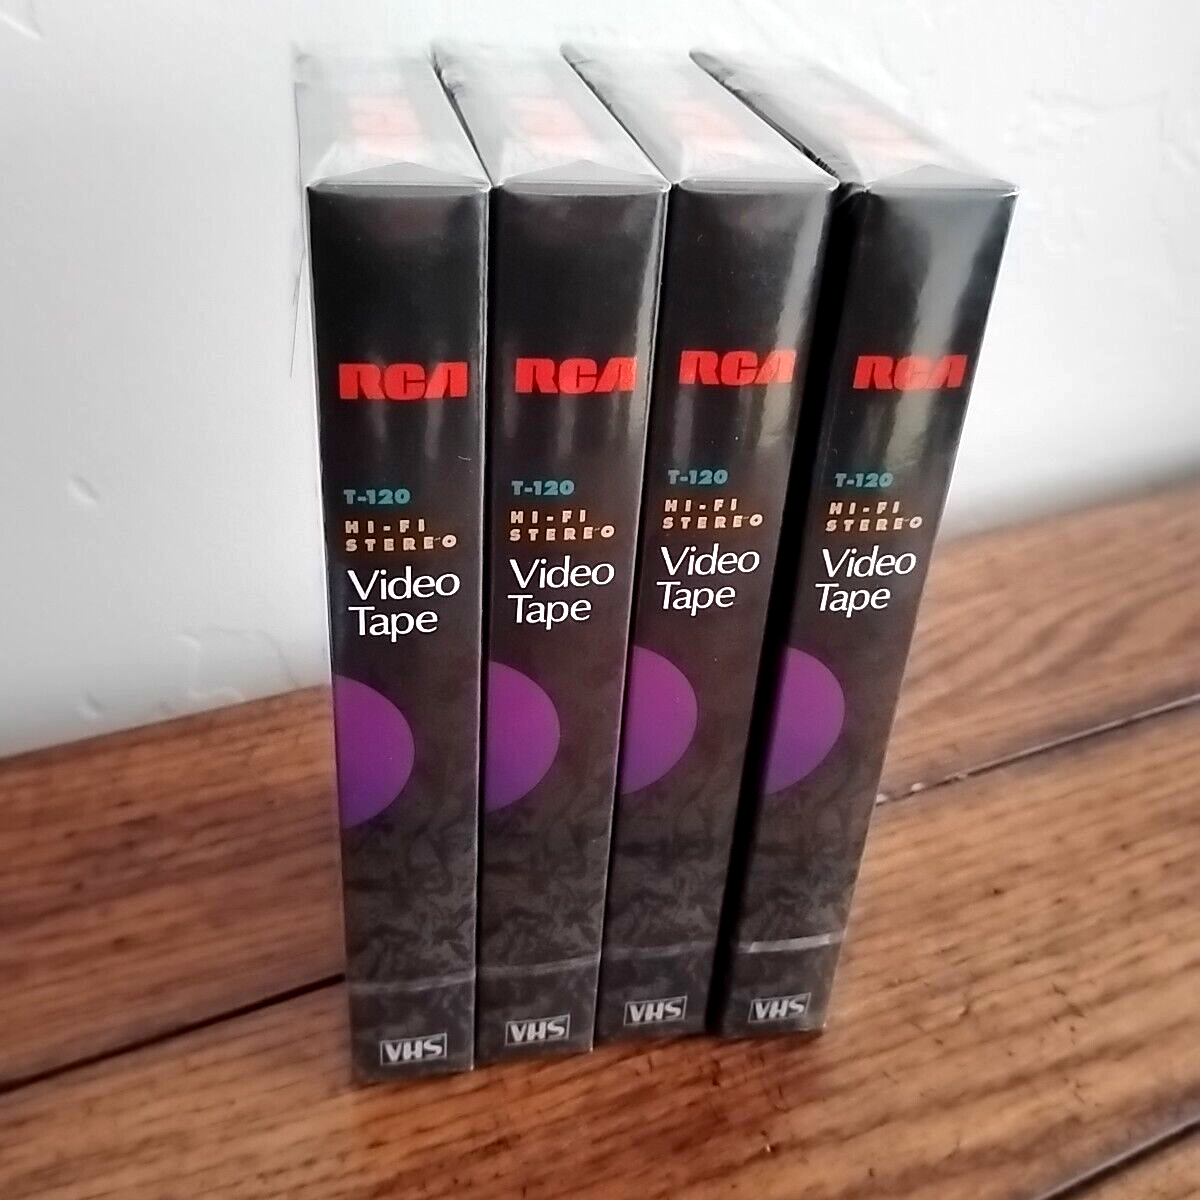 RCA
T-120
HI-FI
STEREO
Video
Tape
VHS
RCA
T-120
HI-FI
STEREO
Video
Tape
VHS
RCA
T-120
HI-FI
STEREO
Video
Tape
VHS
RCA
T-120
HI-FI
STEREO
Video
Tape
VHS